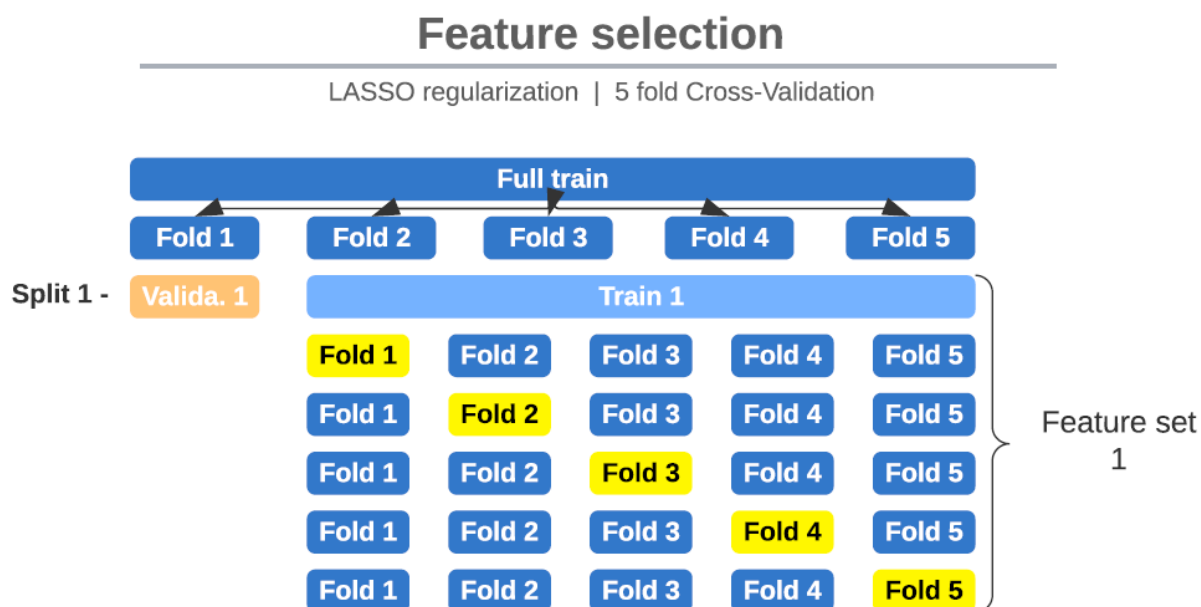 Feature selection
LASSO regularization | 5 fold Cross-Validation
Full train
Fold 1 Fold 2 Fold 3 Fold 4 Fold 5
Split 1 - Valida. 1 Train 1
Fold 1 Fold 2 Fold 3 Fold 4 Fold 5
Fold 1 Fold 2 Fold 3 Fold 4 Fold 5
Fold 1 Fold 2 Fold 3 Fold 4 Fold 5
Fold 1 Fold 2 Fold 3 Fold 4 Fold 5
Fold 1 Fold 2 Fold 3 Fold 4 Fold 5
Feature set
1